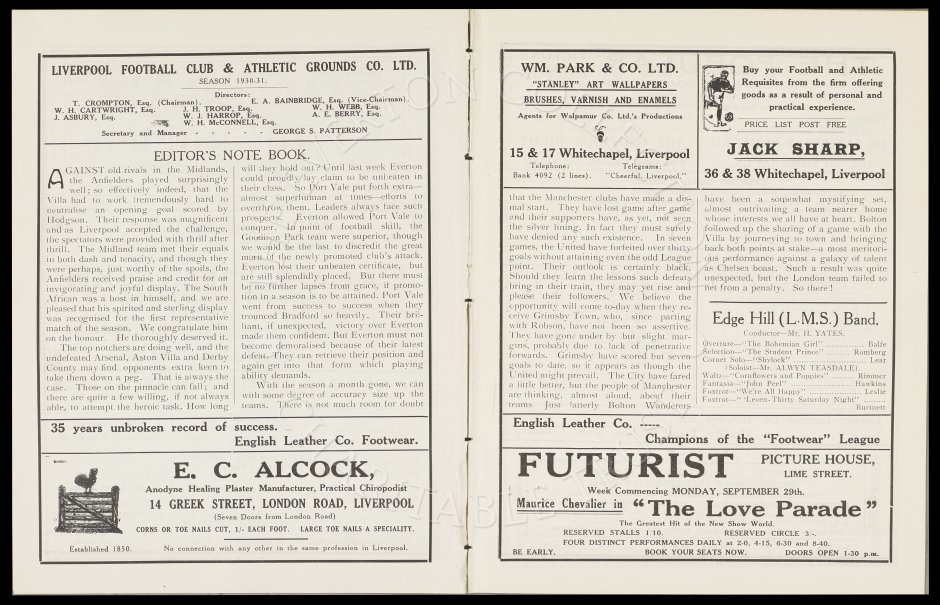 LIVERPOOL FOOTBALL CLUB & ATHLETIC GROUNDS CO. LTD.
SEASON 1930-31.
Directors:
T. CROMPTON, Esq. (Chairman). E. A. BAINBRIDGE, Esq. (Vice-Chairman).
W. H. CARTWRIGHT, Esq. J. H. TROOP, Esq. W. H. WEBB, Esq.
J. ASBURY, Esq. W. J. HARROP, Esq. A. E. BERRY, Esq.
W. H. McCONNELL, Esq.
Secretary and Manager - - - - - GEORGE S. PATTERSON
EDITOR'S NOTE BOOK.
AGAINST old rivals in the Midlands,
the Anfielders played surprisingly
well; so effectively indeed, that the
Villa had to work tremendously hard to
neutralise an opening goal scored by
Hodgson. Their response was magnificent
and as Liverpool accepted the challenge,
the spectators were provided with thrill after
thrill. The Midland team met their equals
in both dash and tenacity, and though they
were perhaps, just worthy of the spoils, the
Anfielders received praise and credit for an
invigorating and joyful display. The South
African was a host in himself, and we are
pleased that his spirited and sterling display
was recognised for the first representative
match of the season. We congratulate him
on the honour. He thoroughly deserved it.
The top notchers are doing well, and the
undefeated Arsenal, Aston Villa and Derby
County may find opponents extra keen to
take them down a peg. That is always the
case. Those on the pinnacle can fall; and
there are quite a few willing, if not always
able, to attempt the heroic task. How long
will they hold out? Until last week Everton
could proudly lay claim to be unbeaten in
their class. So Port Vale put forth extra—
almost superhuman at times—efforts to
overthrow them. Leaders always face such
prospects. Everton allowed Port Vale to
conquer. In point of football skill, the
Goodison Park team were superior, though
we would be the last to discredit the great
merit of the newly promoted club's attack.
Everton lost their unbeaten certificate, but
are still splendidly placed. But there must
be no further lapses from grace, if promo-
tion in a season is to be attained. Port Vale
went from success to success when they
trounced Bradford so heavily. Their bril-
liant, if unexpected, victory over Everton
made them confident. But Everton must not
become demoralised because of their latest
defeat. They can retrieve their position and
again get into that form which playing
ability demands.
With the season a month gone, we can
with some degree of accuracy size up the
teams. There is not much room for doubt
35 years unbroken record of success.
English Leather Co. Footwear.
E. C. ALCOCK,
Anodyne Healing Plaster Manufacturer, Practical Chiropodist
14 GREEK STREET, LONDON ROAD, LIVERPOOL
(Seven Doors from London Road)
CORNS OR TOE NAILS CUT, 1/- EACH FOOT. LARGE TOE NAILS A SPECIALITY.
Established 1850. No connection with any other in the same profession in Liverpool.
WM. PARK & CO. LTD.
"STANLEY" ART WALLPAPERS
BRUSHES, VARNISH AND ENAMELS
Agents for Walpamur Co. Ltd.'s Productions
15 & 17 Whitechapel, Liverpool
Telephone: Telegrams:
Bank 4092 (2 lines). "Cheerful, Liverpool."
Buy your Football and Athletic
Requisites from the firm offering
goods as a result of personal and
practical experience.
PRICE LIST POST FREE
JACK SHARP,
36 & 38 Whitechapel, Liverpool
that the Manchester clubs have made a dis-
mal start. They have lost game after game
and their supporters have, as yet, not seen
the silver lining. In fact they must surely
have denied any such existence. In seven
games, the United have forfeited over thirty
goals without attaining even the odd League
point. Their outlook is certainly black.
Should they learn the lessons such defeats
bring in their train, they may yet rise and
please their followers. We believe the
opportunity will come to-day when they re-
ceive Grimsby Town, who, since parting
with Robson, have not been so assertive.
They have gone under by but slight mar-
gins, probably due to lack of penetrative
forwards. Grimsby have scored but seven
goals to date, so it appears as though the
United might prevail. The City have fared
a little better, but the people of Manchester
are thinking, almost aloud, about their
teams. Just latterly Bolton Wanderers
have been a somewhat mystifying set,
almost outrivalling a team nearer home
whose interests we all have at heart. Bolton
followed up the sharing of a game with the
Villa by journeying to town and bringing
back both points at stake—a most meritori-
ous performance against a galaxy of talent
as Chelsea boast. Such a result was quite
unexpected, but the London team failed to
net from a penalty. So there!
Edge Hill (L.M.S.) Band.
Conductor—Mr. H. YATES.
Overture—"The Bohemian Girl" .......... Balfe
Selection—"The Student Prince" ......... Romberg
Cornet Solo—"Shylock" .......... Lear
(Soloist—Mr. ALWYN TEASDALE)
Waltz—"Cornflowers and Poppies" ...... Rimmer
Fantasia—"John Peel" .......... Hawkins
Foxtrot—"We're All Happy" .......... Leslie
Foxtrot—"'Leven-Thirty Saturday Night" ......
Burtnett
English Leather Co. -----
Champions of the "Footwear" League
FUTURIST PICTURE HOUSE,
LIME STREET.
Week Commencing MONDAY, SEPTEMBER 29th.
Maurice Chevalier in "The Love Parade"
The Greatest Hit of the New Show World.
RESERVED STALLS 1/10. RESERVED CIRCLE 3/-.
FOUR DISTINCT PERFORMANCES DAILY at 2-0, 4-15, 6-30 and 8-40.
BE EARLY. BOOK YOUR SEATS NOW. DOORS OPEN 1-30 p.m.